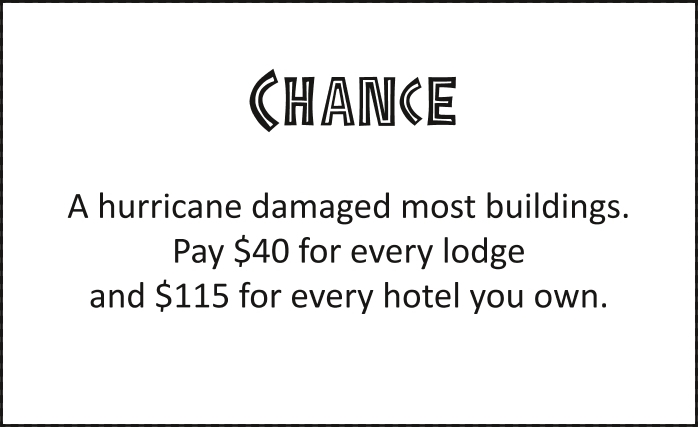 CHANCE
A hurricane damaged most buildings.
Pay $40 for every lodge
and $115 for every hotel you own.